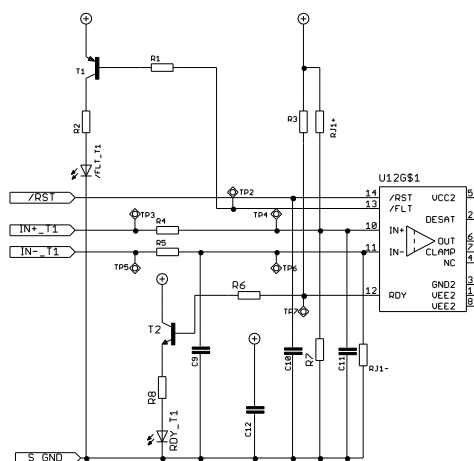 R1
T1
R2
/FLT_T1
R3
RJ1+
U12G$1
/RST
TP2
14
/RST
VCC2
5
13
/FLT
TP3
R4
TP4
DESAT
2
IN+_T1
10
IN+
OUT
6
IN-_T1
R5
11
IN-
CLAMP
7
NC
4
TP5
TP6
R6
12
RDY
GND2
3
VEE2
1
VEE2
8
TP7
T2
C9
C10
R7
C11
RJ1-
R8
RDY_T1
C12
S_GND